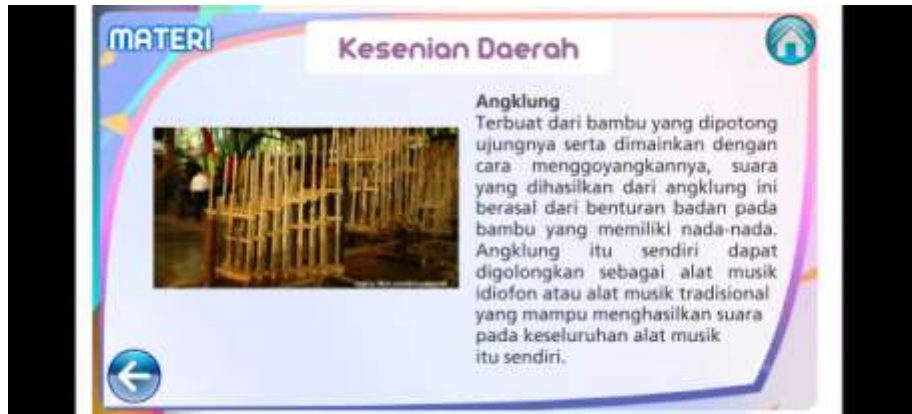 MATERI
Kesenian Daerah
Angklung
Terbuat dari bambu yang dipotong
ujungnya serta dimainkan dengan
cara menggoyangkannya, suara
yang dihasilkan dari angklung ini
berasal dari benturan badan pada
bambu yang memiliki nada-nada.
Angklung itu sendiri dapat
digolongkan sebagai alat musik
idiofon atau alat musik tradisional
yang mampu menghasilkan suara
pada keseluruhan alat musik
itu sendiri.